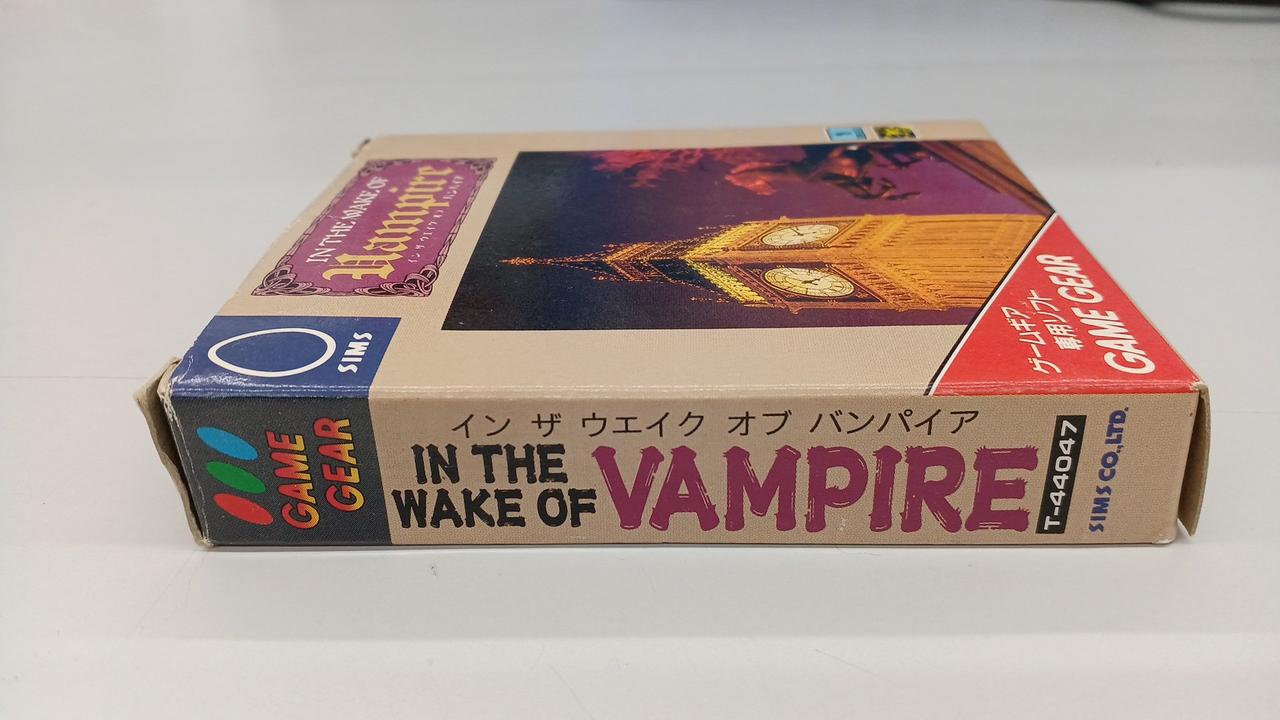 IN THE WAKE OF
Vampire
イン ザ ウエイク オブ バンパイア
SIMS
ゲームギア
専用ソフト
GAME GEAR
GAME
GEAR
イン ザ ウエイク オブ バンパイア
IN THE
WAKE OF
VAMPIRE
T-44047
SIMS CO.,LTD.